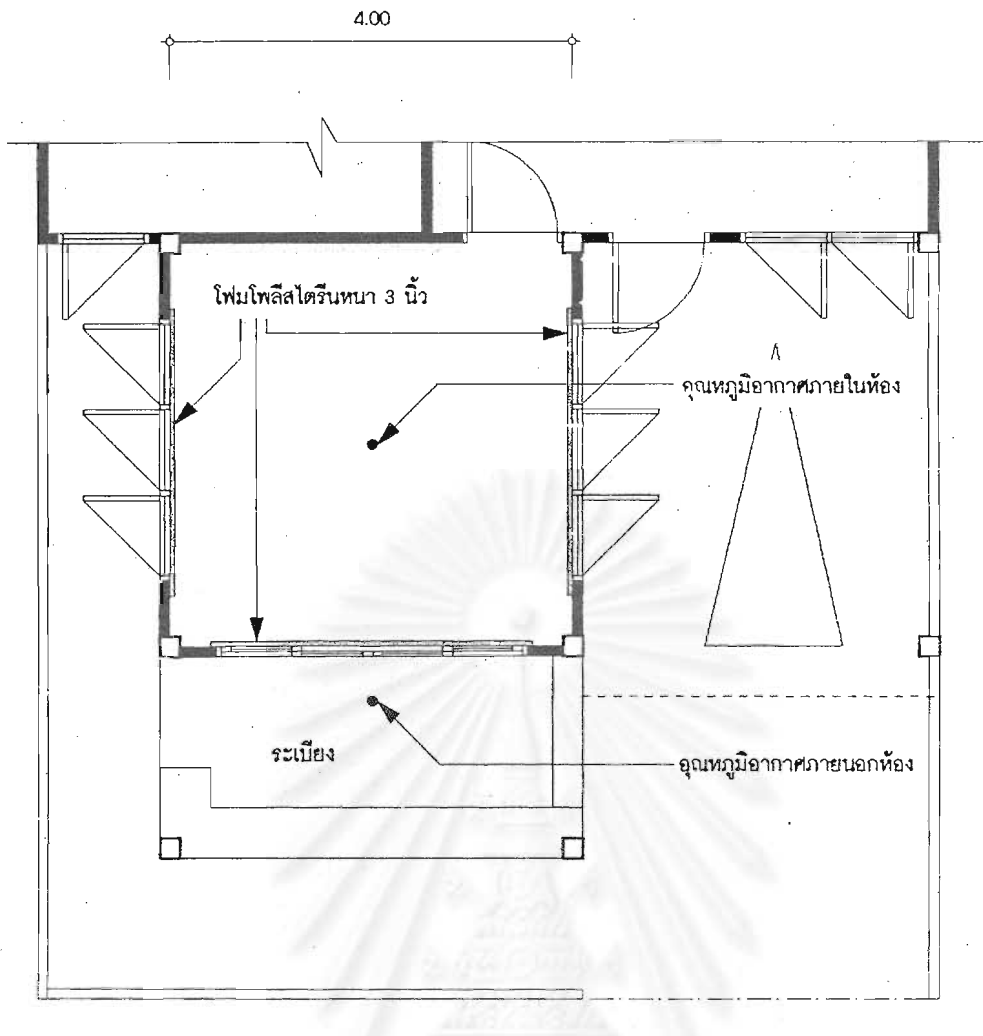 4.00
โฟมโพลีสไตรีนหนา 3 นิ้ว
อุณหภูมิอากาศภายในห้อง
ระเบียง
อุณหภูมิอากาศภายนอกห้อง